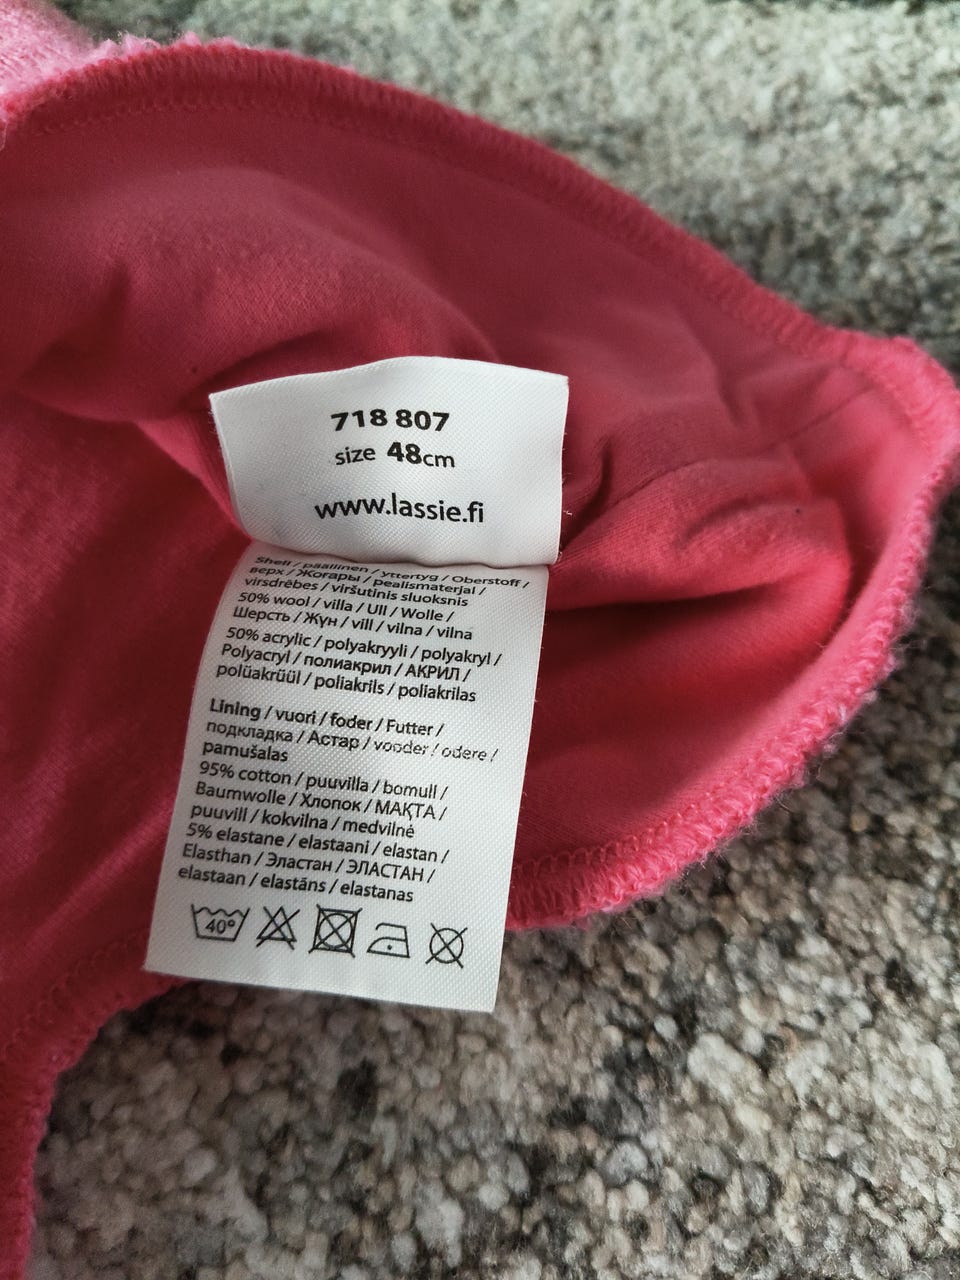 718 807
size 48cm
www.lassie.fi
Shell / päällinen / yttertyg / Oberstoff /
верх / Жоғары / pealismaterjal /
virsdrēbes / viršutinis sluoksnis
50% wool / villa / Ull / Wolle /
Шерсть / Жүн / vill / vilna / vilna
50% acrylic / polyakryyli / polyakryl /
Polyacryl / полиакрил / АКРИЛ /
polüakrüül / poliakrils / poliakrilas
Lining / vuori / foder / Futter /
подкладка / Астар / vooder / odere /
pamušalas
95% cotton / puuvilla / bomull /
Baumwolle / Хлопок / МАҚТА /
puuvill / kokvilna / medvilnė
5% elastane / elastaani / elastan /
Elasthan / Эластан / ЭЛАСТАН /
elastaan / elastāns / elastanas
40°